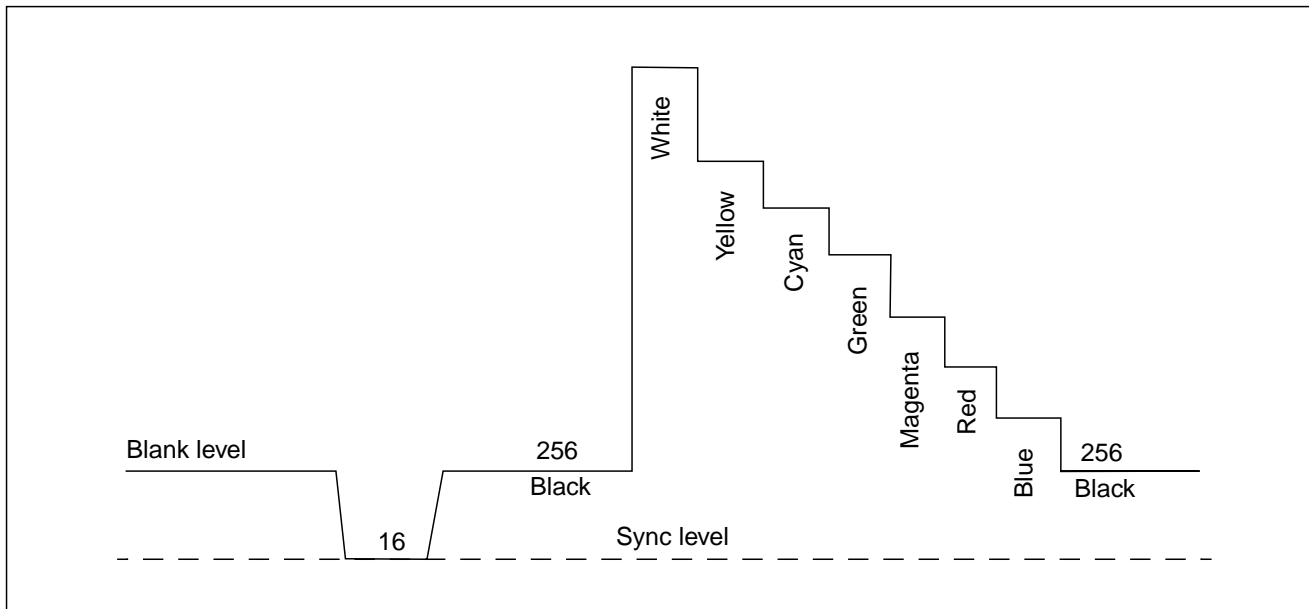 White
Yellow
Cyan
Green
Magenta
Red
Blue
Blank level
256
Black
256
Black
16
Sync level